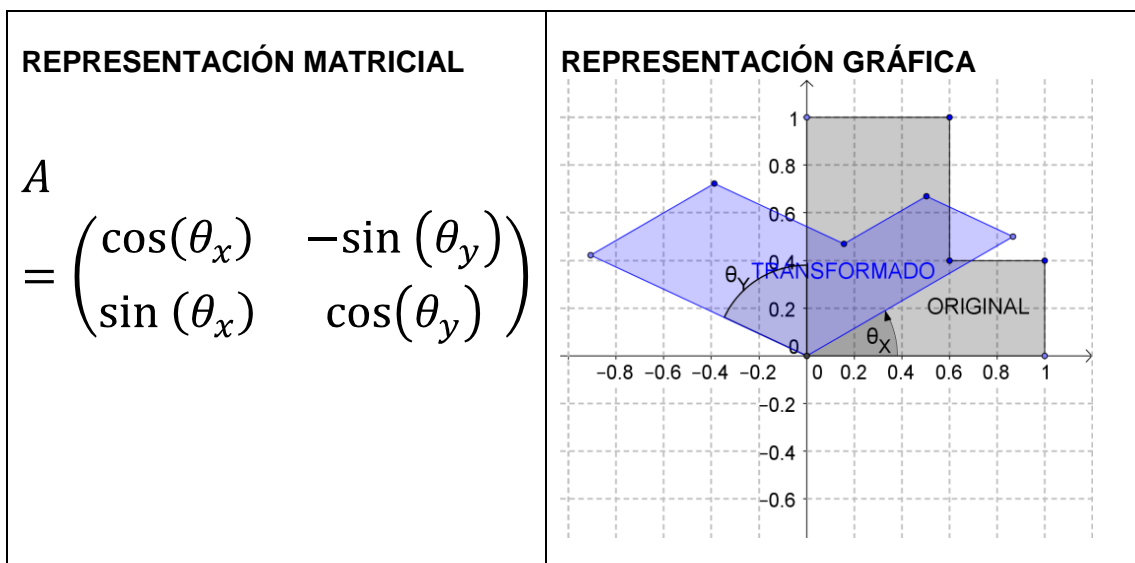 REPRESENTACIÓN MATRICIAL
A
= (cos(θx) −sin (θy)
sin (θx) cos(θy))
REPRESENTACIÓN GRÁFICA
1
0.8
0.6
0.4
0.2
0
θY
TRANSFORMADO
ORIGINAL
θX
−0.8 −0.6 −0.4 −0.2 0 0.2 0.4 0.6 0.8 1
−0.2
−0.4
−0.6